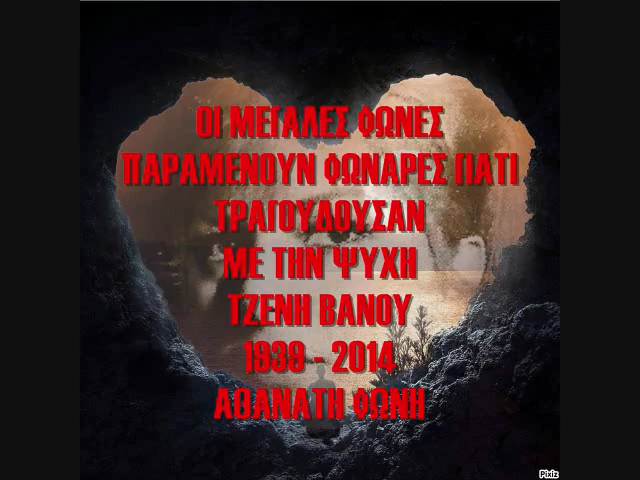 ΟΙ ΜΕΓΑΛΕΣ ΦΩΝΕΣ
ΠΑΡΑΜΕΝΟΥΝ ΦΩΝΑΡΕΣ ΓΙΑΤΙ
ΤΡΑΓΟΥΔΟΥΣΑΝ
ΜΕ ΤΗΝ ΨΥΧΗ
ΤΖΕΝΗ ΒΑΝΟΥ
1939 - 2014
ΑΘΑΝΑΤΗ ΦΩΝΗ
Pixiz